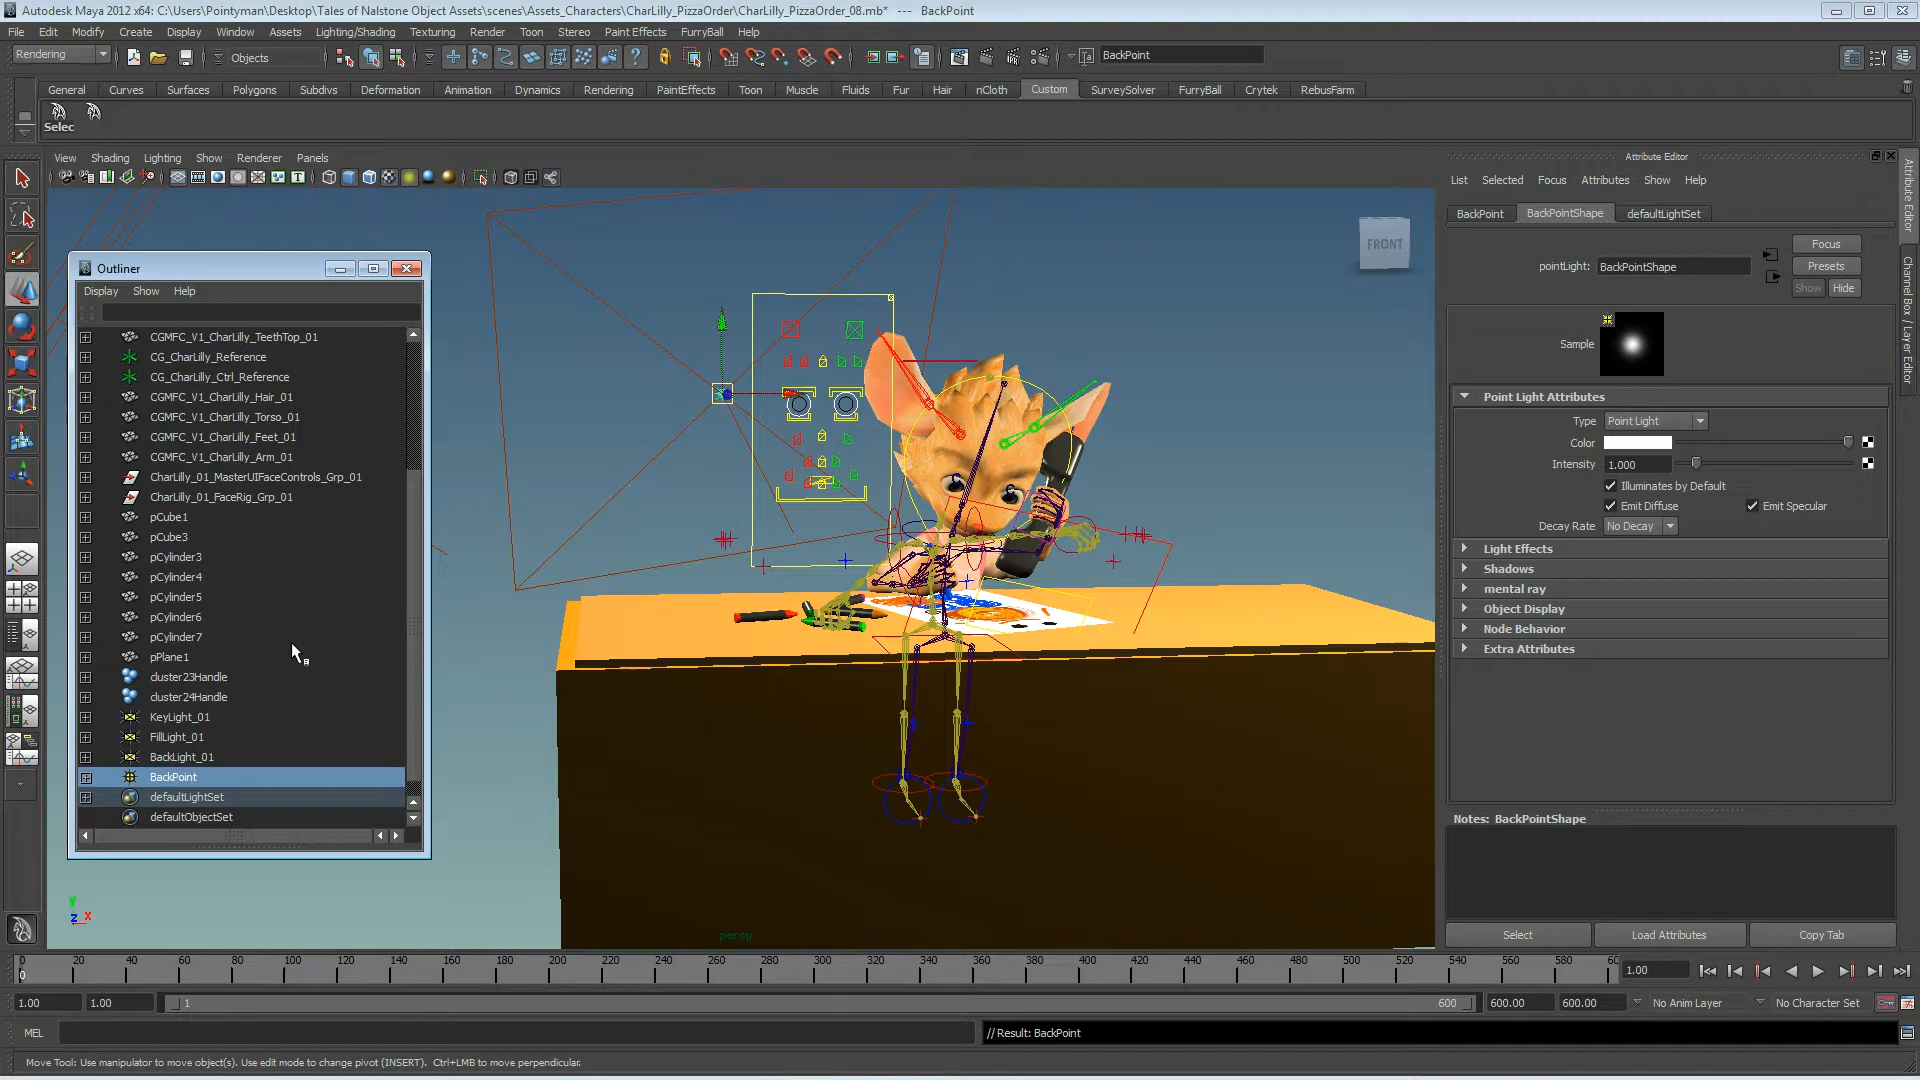 Autodesk Maya 2012 x64: C:\Users\Pointyman\Desktop\Tales of Nalstone Object Assets\scenes\Assets_Characters\CharLilly_PizzaOrder\CharLilly_PizzaOrder_08.mb* --- BackPoint
File Edit Modify Create Display Window Assets Lighting/Shading Texturing Render Toon Stereo Paint Effects FurryBall Help
Rendering Objects BackPoint
General Curves Surfaces Polygons Subdivs Deformation Animation Dynamics Rendering PaintEffects Toon Muscle Fluids Fur Hair nCloth Custom SurveySolver FurryBall Crytek RebusFarm
Selec
View Shading Lighting Show Renderer Panels
FRONT
persp
y
z x
Outliner
Display Show Help
CGMFC_V1_CharLilly_TeethTop_01
CG_CharLilly_Reference
CG_CharLilly_Ctrl_Reference
CGMFC_V1_CharLilly_Hair_01
CGMFC_V1_CharLilly_Torso_01
CGMFC_V1_CharLilly_Feet_01
CGMFC_V1_CharLilly_Arm_01
CharLilly_01_MasterUIFaceControls_Grp_01
CharLilly_01_FaceRig_Grp_01
pCube1
pCube3
pCylinder3
pCylinder4
pCylinder5
pCylinder6
pCylinder7
pPlane1
cluster23Handle
cluster24Handle
KeyLight_01
FillLight_01
BackLight_01
BackPoint
defaultLightSet
defaultObjectSet
Attribute Editor
List Selected Focus Attributes Show Help
BackPoint BackPointShape defaultLightSet
Focus
pointLight: BackPointShape Presets
Show Hide
Sample
Point Light Attributes
Type Point Light
Color
Intensity 1.000
Illuminates by Default
Emit Diffuse Emit Specular
Decay Rate No Decay
Light Effects
Shadows
mental ray
Object Display
Node Behavior
Extra Attributes
Notes: BackPointShape
Select Load Attributes Copy Tab
Attribute Editor
Channel Box / Layer Editor
0 20 40 60 80 100 120 140 160 180 200 220 240 260 280 300 320 340 360 380 400 420 440 460 480 500 520 540 560 580 60
0 1.00
1.00 1.00 1 600 600.00 600.00 No Anim Layer No Character Set
MEL // Result: BackPoint
Move Tool: Use manipulator to move object(s). Use edit mode to change pivot (INSERT). Ctrl+LMB to move perpendicular.